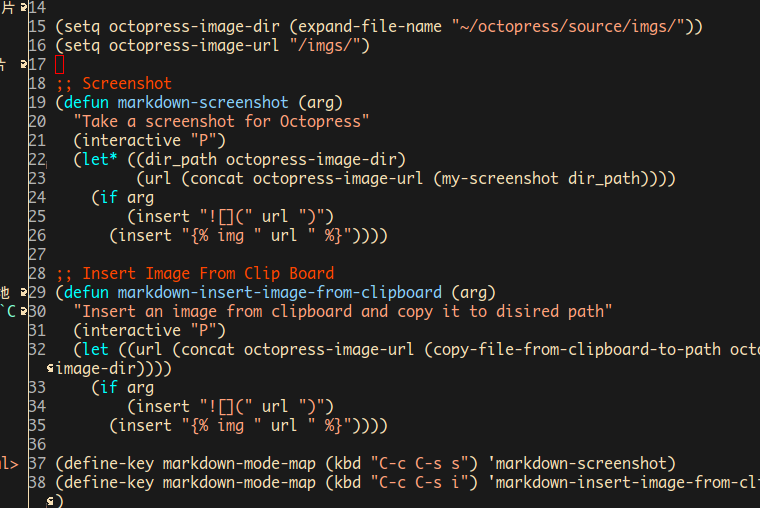 片
14
15 (setq octopress-image-dir (expand-file-name "~/octopress/source/imgs/"))
16 (setq octopress-image-url "/imgs/")
17
18 ;; Screenshot
19 (defun markdown-screenshot (arg)
20   "Take a screenshot for Octopress"
21   (interactive "P")
22   (let* ((dir_path octopress-image-dir)
23          (url (concat octopress-image-url (my-screenshot dir_path))))
24     (if arg
25         (insert "![](" url ")")
26       (insert "{% img " url " %}"))))
27
28 ;; Insert Image From Clip Board
地
29 (defun markdown-insert-image-from-clipboard (arg)
`C
30   "Insert an image from clipboard and copy it to disired path"
31   (interactive "P")
32   (let ((url (concat octopress-image-url (copy-file-from-clipboard-to-path octo
image-dir))))
33     (if arg
34         (insert "![](" url ")")
35       (insert "{% img " url " %}"))))
36
ml>
37 (define-key markdown-mode-map (kbd "C-c C-s s") 'markdown-screenshot)
38 (define-key markdown-mode-map (kbd "C-c C-s i") 'markdown-insert-image-from-cli
)